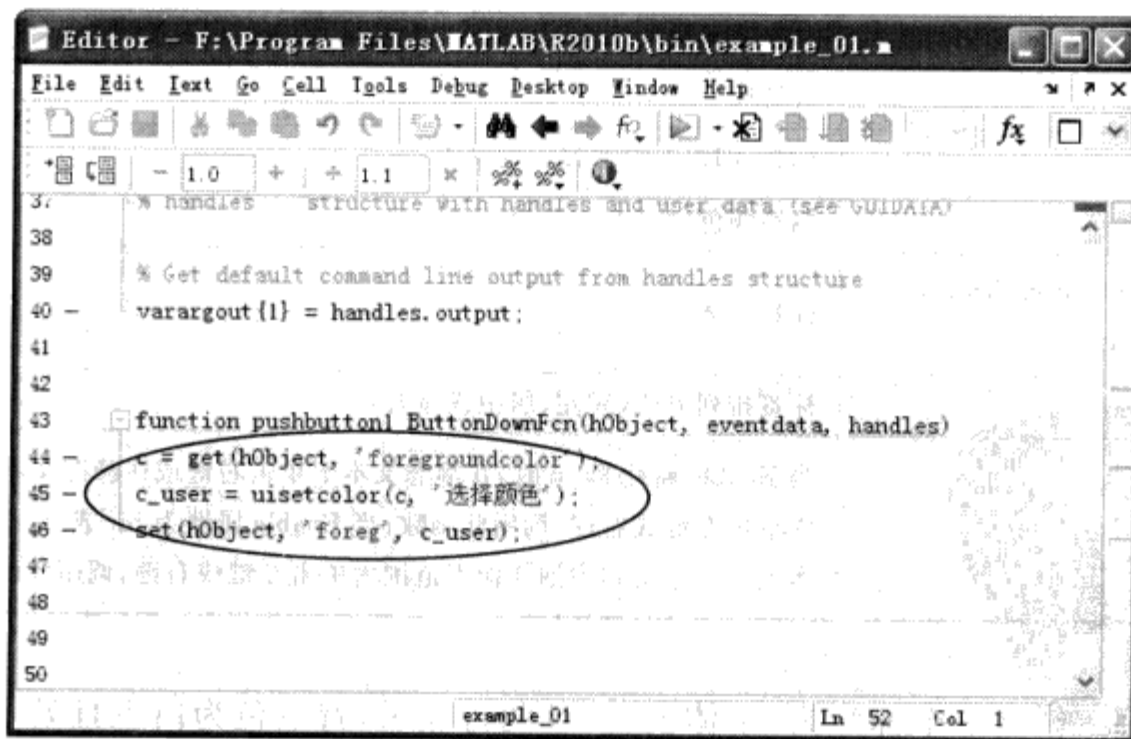 Editor - F:\Program Files\MATLAB\R2010b\bin\example_01.m
File Edit Text Go Cell Tools Debug Desktop Window Help
- 1.0 + ÷ 1.1 ×
37 % handles structure with handles and user data (see GUIDATA)
38
39 % Get default command line output from handles structure
40 - varargout{1} = handles.output;
41
42
43 function pushbutton1_ButtonDownFcn(hObject, eventdata, handles)
44 - c = get(hObject, 'foregroundcolor');
45 - c_user = uisetcolor(c, '选择颜色');
46 - set(hObject, 'foreg', c_user);
47
48
49
50
example_01 Ln 52 Col 1